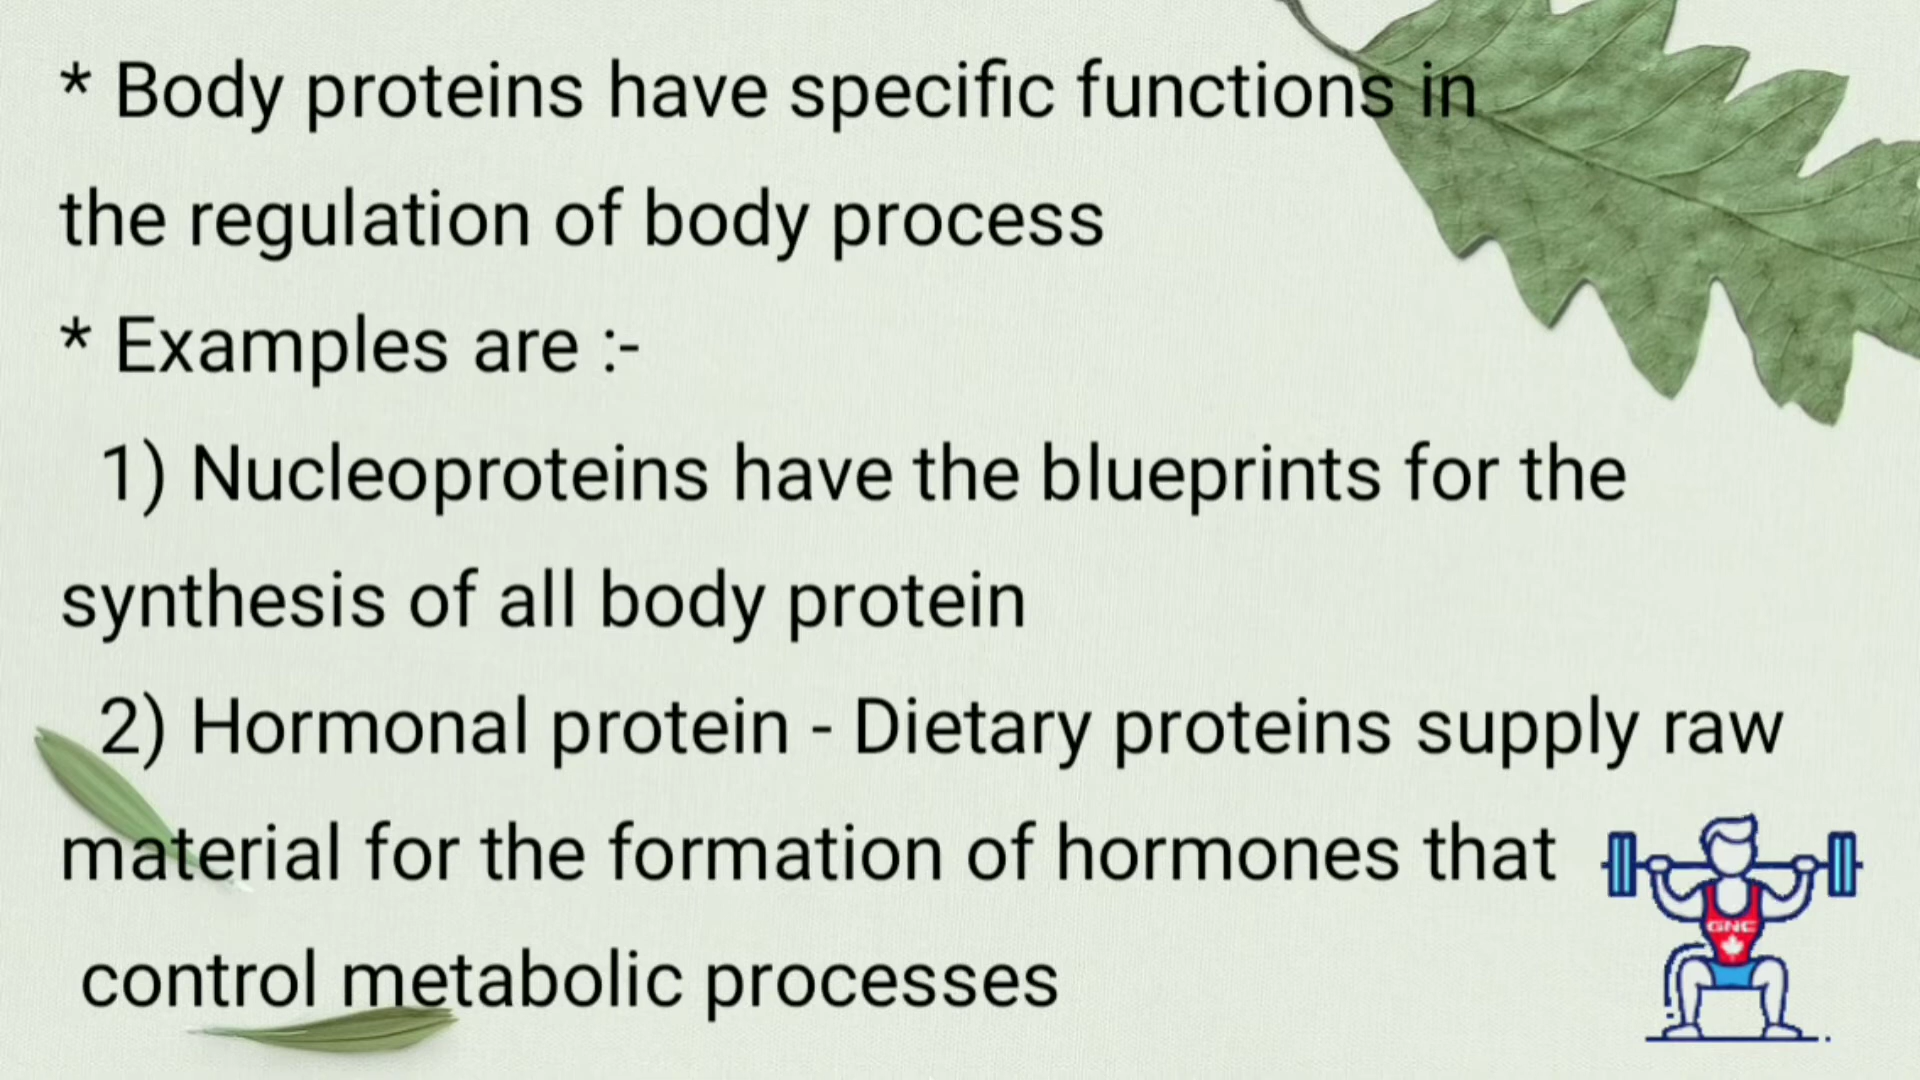 * Body proteins have specific functions in
the regulation of body process
* Examples are :-
1) Nucleoproteins have the blueprints for the
synthesis of all body protein
2) Hormonal protein - Dietary proteins supply raw
material for the formation of hormones that
control metabolic processes
GNC